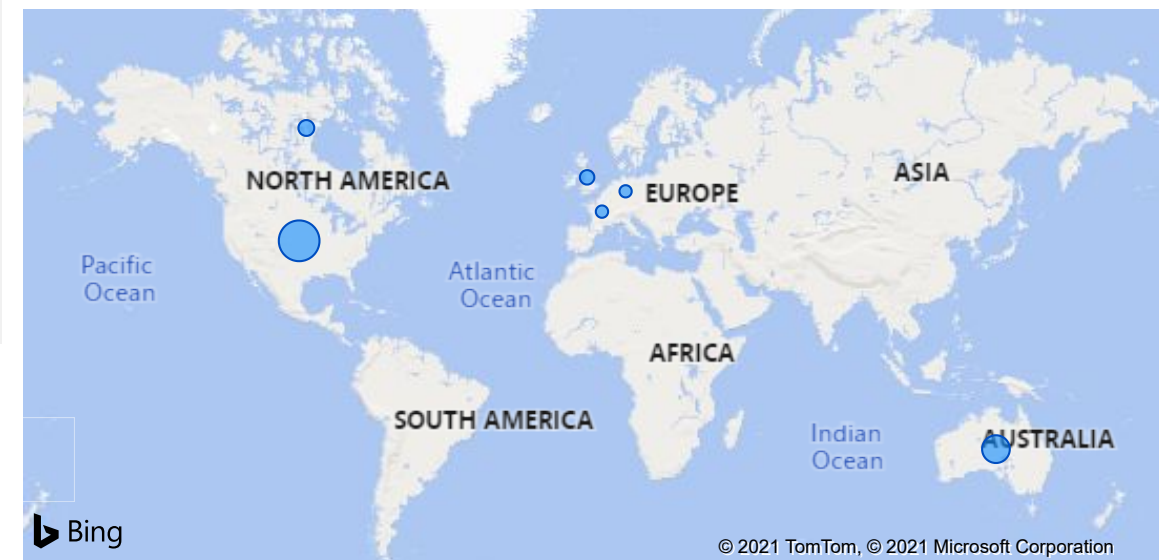 NORTH AMERICA
ASIA
EUROPE
Pacific
Ocean
Atlantic
Ocean
AFRICA
SOUTH AMERICA
Indian
Ocean
AUSTRALIA
Bing
© 2021 TomTom, © 2021 Microsoft Corporation